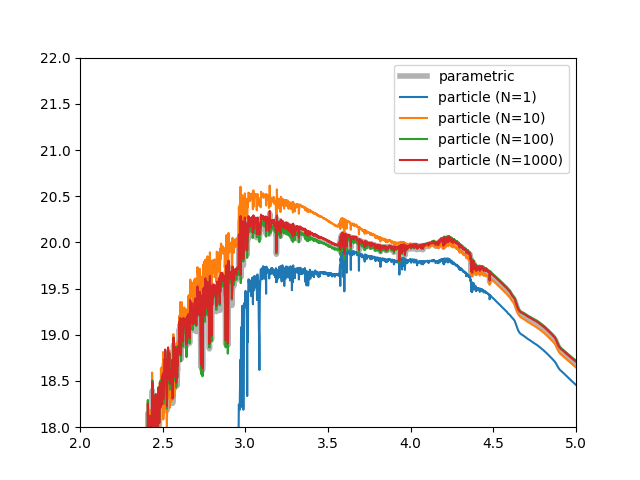 22.0
21.5
21.0
20.5
20.0
19.5
19.0
18.5
18.0
2.0 2.5 3.0 3.5 4.0 4.5 5.0
parametric
particle (N=1)
particle (N=10)
particle (N=100)
particle (N=1000)